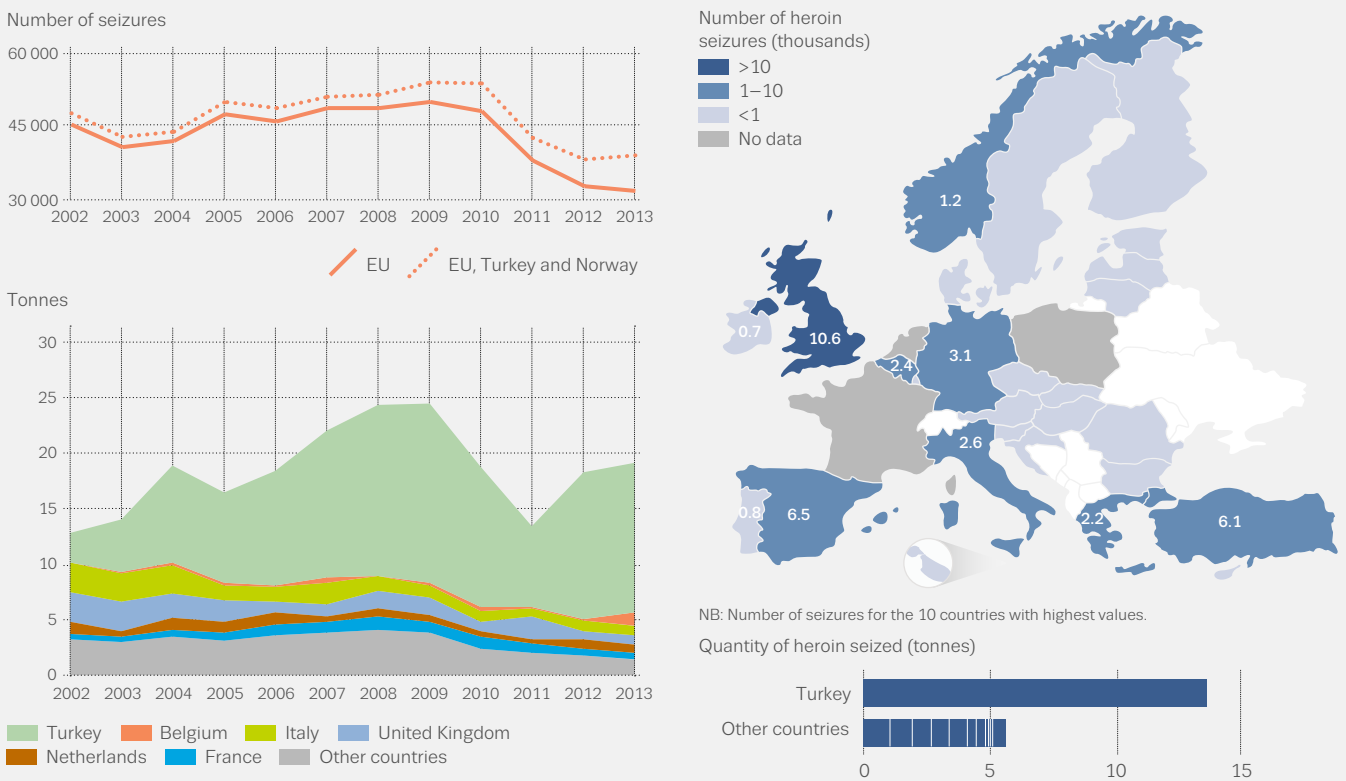 Number of seizures
60 000
45 000
30 000
2002 2003 2004 2005 2006 2007 2008 2009 2010 2011 2012 2013
EU EU, Turkey and Norway
Tonnes
30
25
20
15
10
5
0
2002 2003 2004 2005 2006 2007 2008 2009 2010 2011 2012 2013
Turkey Belgium Italy United Kingdom
Netherlands France Other countries
Number of heroin
seizures (thousands)
>10
1–10
<1
No data
1.2
0.7
10.6
3.1
2.4
2.6
0.8
6.5
2.2
6.1
NB: Number of seizures for the 10 countries with highest values.
Quantity of heroin seized (tonnes)
Turkey
Other countries
0 5 10 15